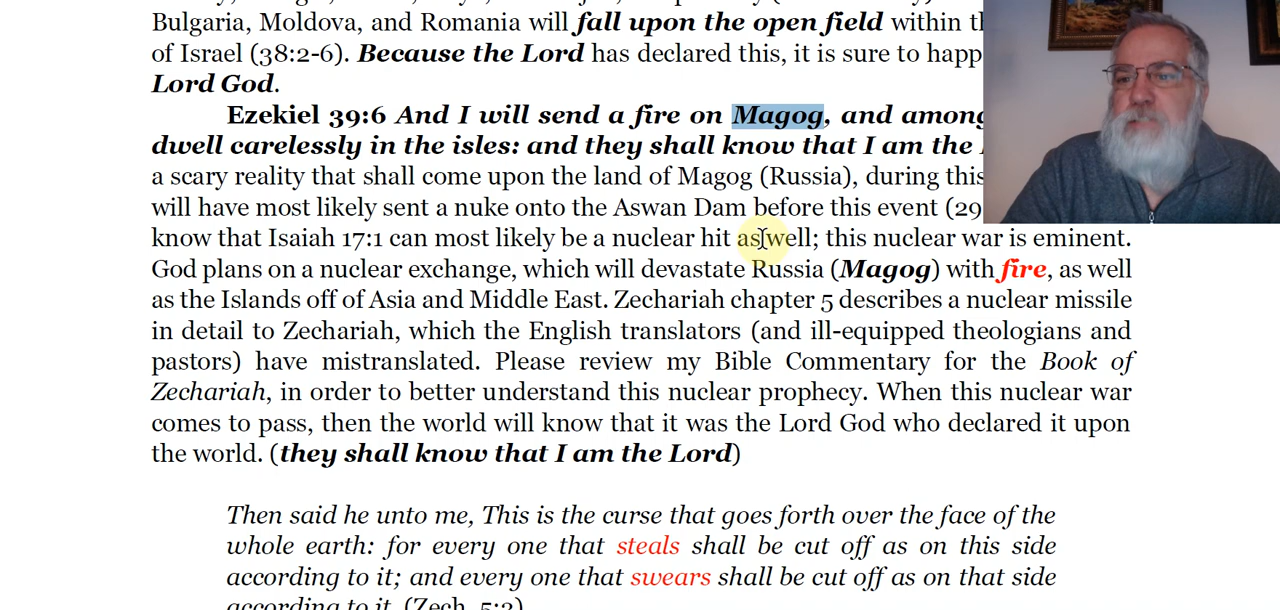 Bulgaria, Moldova, and Romania will fall upon the open field within
of Israel (38:2-6). Because the Lord has declared this, it is sure to
Lord God.
Ezekiel 39:6 And I will send a fire on Magog, and
dwell carelessly in the isles: and they shall know that I am the
a scary reality that shall come upon the land of Magog (Russia), during this
will have most likely sent a nuke onto the Aswan Dam before this event (29
know that Isaiah 17:1 can most likely be a nuclear hit as well; this nuclear war is eminent.
God plans on a nuclear exchange, which will devastate Russia (Magog) with fire, as well
as the Islands off of Asia and Middle East. Zechariah chapter 5 describes a nuclear missile
in detail to Zechariah, which the English translators (and ill-equipped theologians and
pastors) have mistranslated. Please review my Bible Commentary for the Book of
Zechariah, in order to better understand this nuclear prophecy. When this nuclear war
comes to pass, then the world will know that it was the Lord God who declared it upon
the world. (they shall know that I am the Lord)
Then said he unto me, This is the curse that goes forth over the face of the
whole earth: for every one that steals shall be cut off as on this side
according to it; and every one that swears shall be cut off as on that side
according to it. (Zech. 5:3)